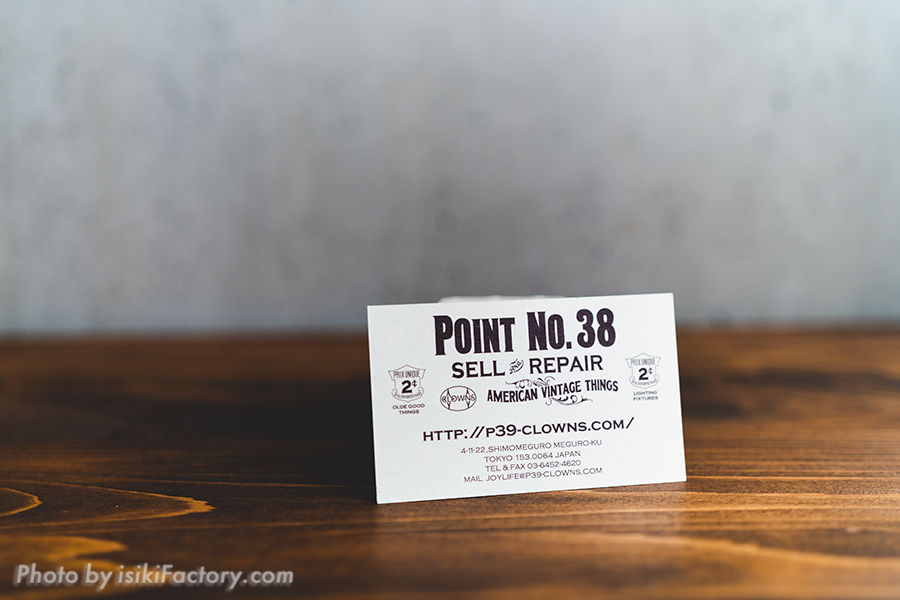 POINT NO. 38
SELL and REPAIR
PRIX UNIQUE
2¢
OLDE GOOD
THINGS
CLOWNS
AMERICAN VINTAGE THINGS
PRIX UNIQUE
2¢
LIGHTING
FIXTURES
HTTP://P39-CLOWNS.COM/
4-11-22,SHIMOMEGURO MEGURO-KU
TOKYO 153.0064 JAPAN
TEL & FAX 03-6452-4620
MAIL. JOYLIFE@P39-CLOWNS.COM
Photo by isikiFactory.com